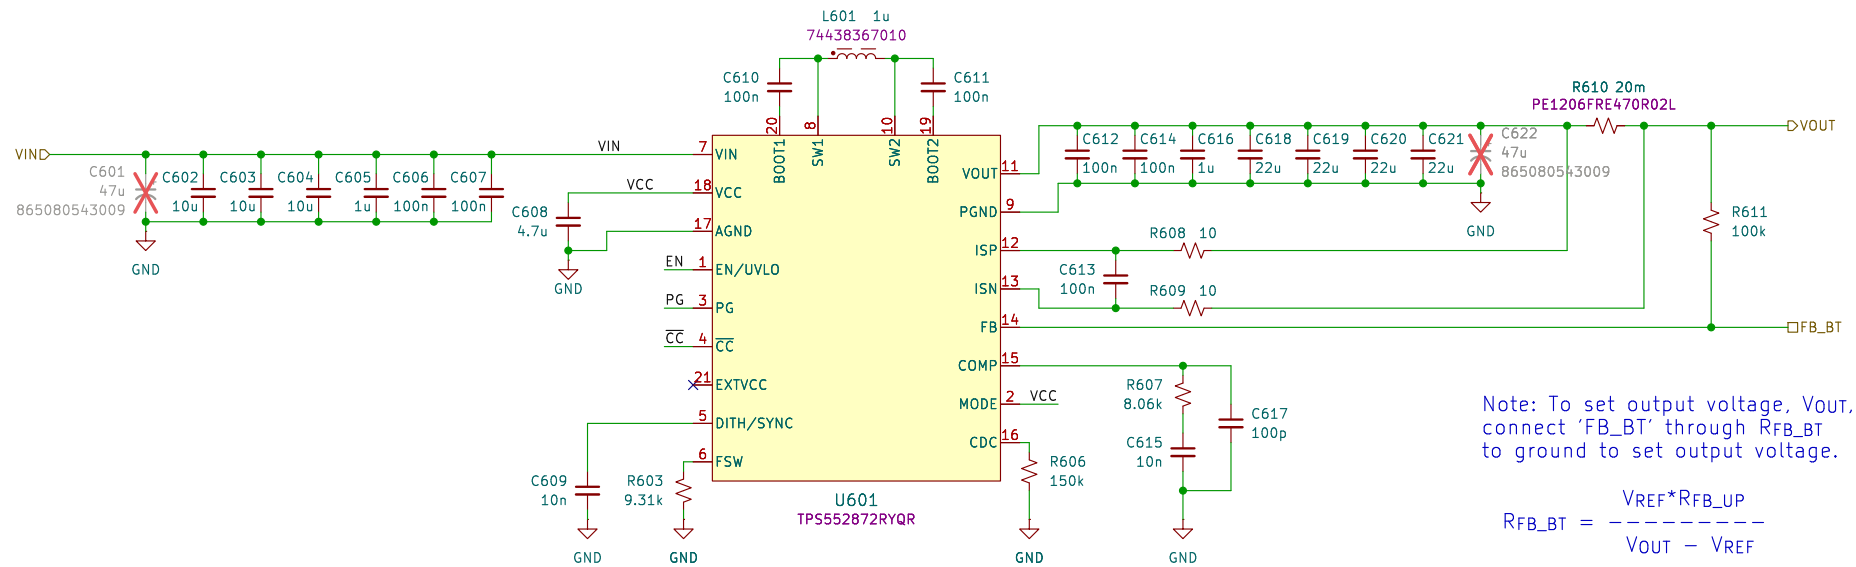 L601 1u
74438367010
C610
100n
C611
100n
20
8
10
19
BOOT1
SW1
SW2
BOOT2
VIN
VIN
7
VIN
C601
47u
865080543009
C602
10u
C603
10u
C604
10u
C605
1u
C606
100n
C607
100n
GND
VCC
18
VCC
C608
4.7u
GND
17
AGND
EN
1
EN/UVLO
PG
3
PG
CC
4
CC
21
EXTVCC
5
DITH/SYNC
6
FSW
C609
10n
GND
R603
9.31k
GND
U601
TPS552872RYQR
VOUT
11
PGND
9
ISP
12
ISN
13
FB
14
COMP
15
MODE
2
VCC
CDC
16
C612
100n
C614
100n
C616
1u
C618
22u
C619
22u
C620
22u
C621
22u
C622
47u
865080543009
GND
R610 20m
PE1206FRE470R02L
VOUT
R608 10
C613
100n
R609 10
R611
100k
FB_BT
R607
8.06k
C615
10n
C617
100p
GND
R606
150k
GND
Note: To set output voltage, VOUT,
connect 'FB_BT' through RFB_BT
to ground to set output voltage.
VREF*RFB_UP
RFB_BT = ---------
VOUT - VREF